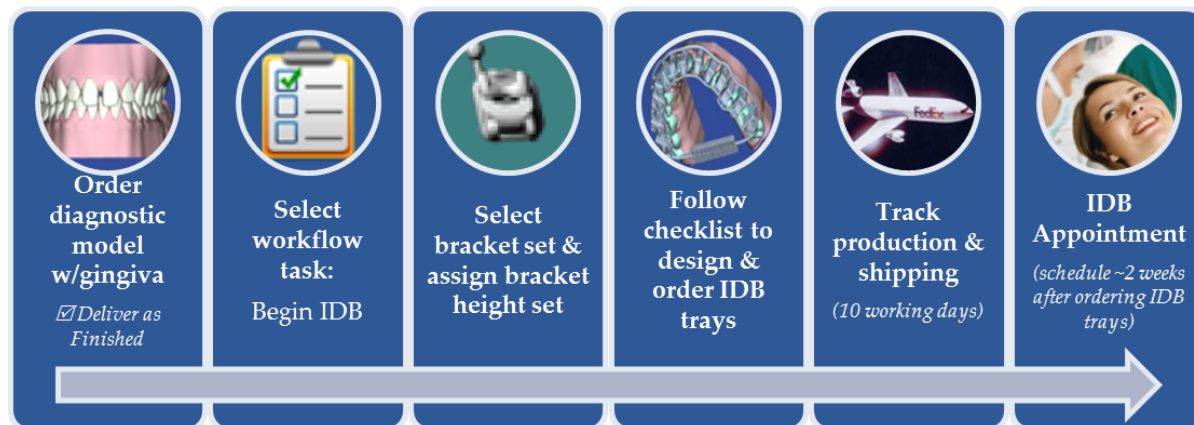 Order
diagnostic
model
w/gingiva
☑ Deliver as
Finished
Select
workflow
task:
Begin IDB
Select
bracket set &
assign bracket
height set
Follow
checklist to
design &
order IDB
trays
FedEx
Track
production &
shipping
(10 working days)
IDB
Appointment
(schedule ~2 weeks
after ordering IDB
trays)